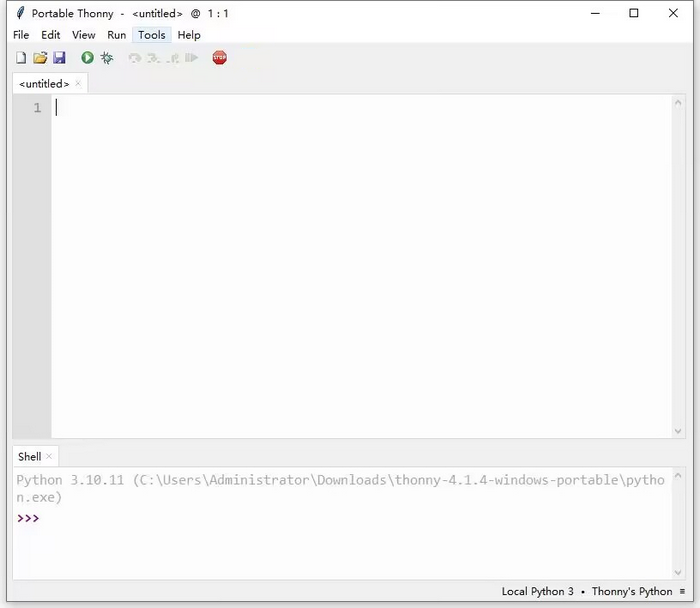 Portable Thonny - <untitled> @ 1 : 1
File Edit View Run Tools Help
STOP
<untitled> ×
1
Shell ×
Python 3.10.11 (C:\Users\Administrator\Downloads\thonny-4.1.4-windows-portable\pytho
n.exe)
>>>
Local Python 3 • Thonny's Python ≡